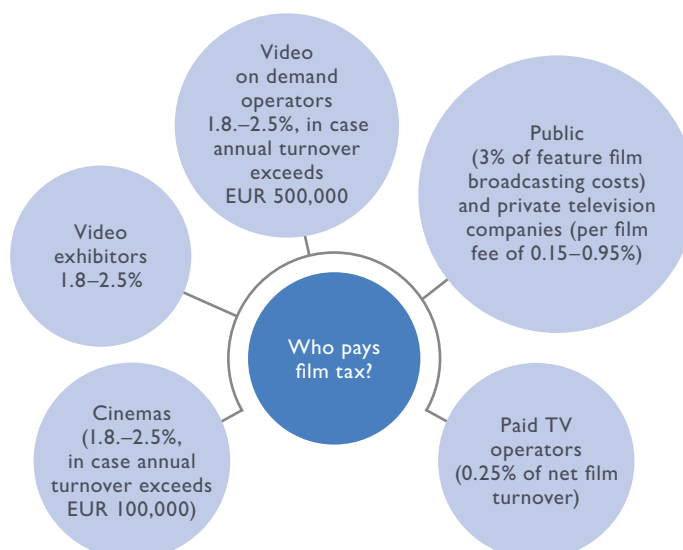 Video
on demand
operators
1.8.–2.5%, in case
annual turnover
exceeds
EUR 500,000
Public
(3% of feature film
broadcasting costs)
and private television
companies (per film
fee of 0.15–0.95%)
Video
exhibitors
1.8–2.5%
Who pays
film tax?
Cinemas
(1.8.–2.5%,
in case annual
turnover exceeds
EUR 100,000)
Paid TV
operators
(0.25% of net film
turnover)